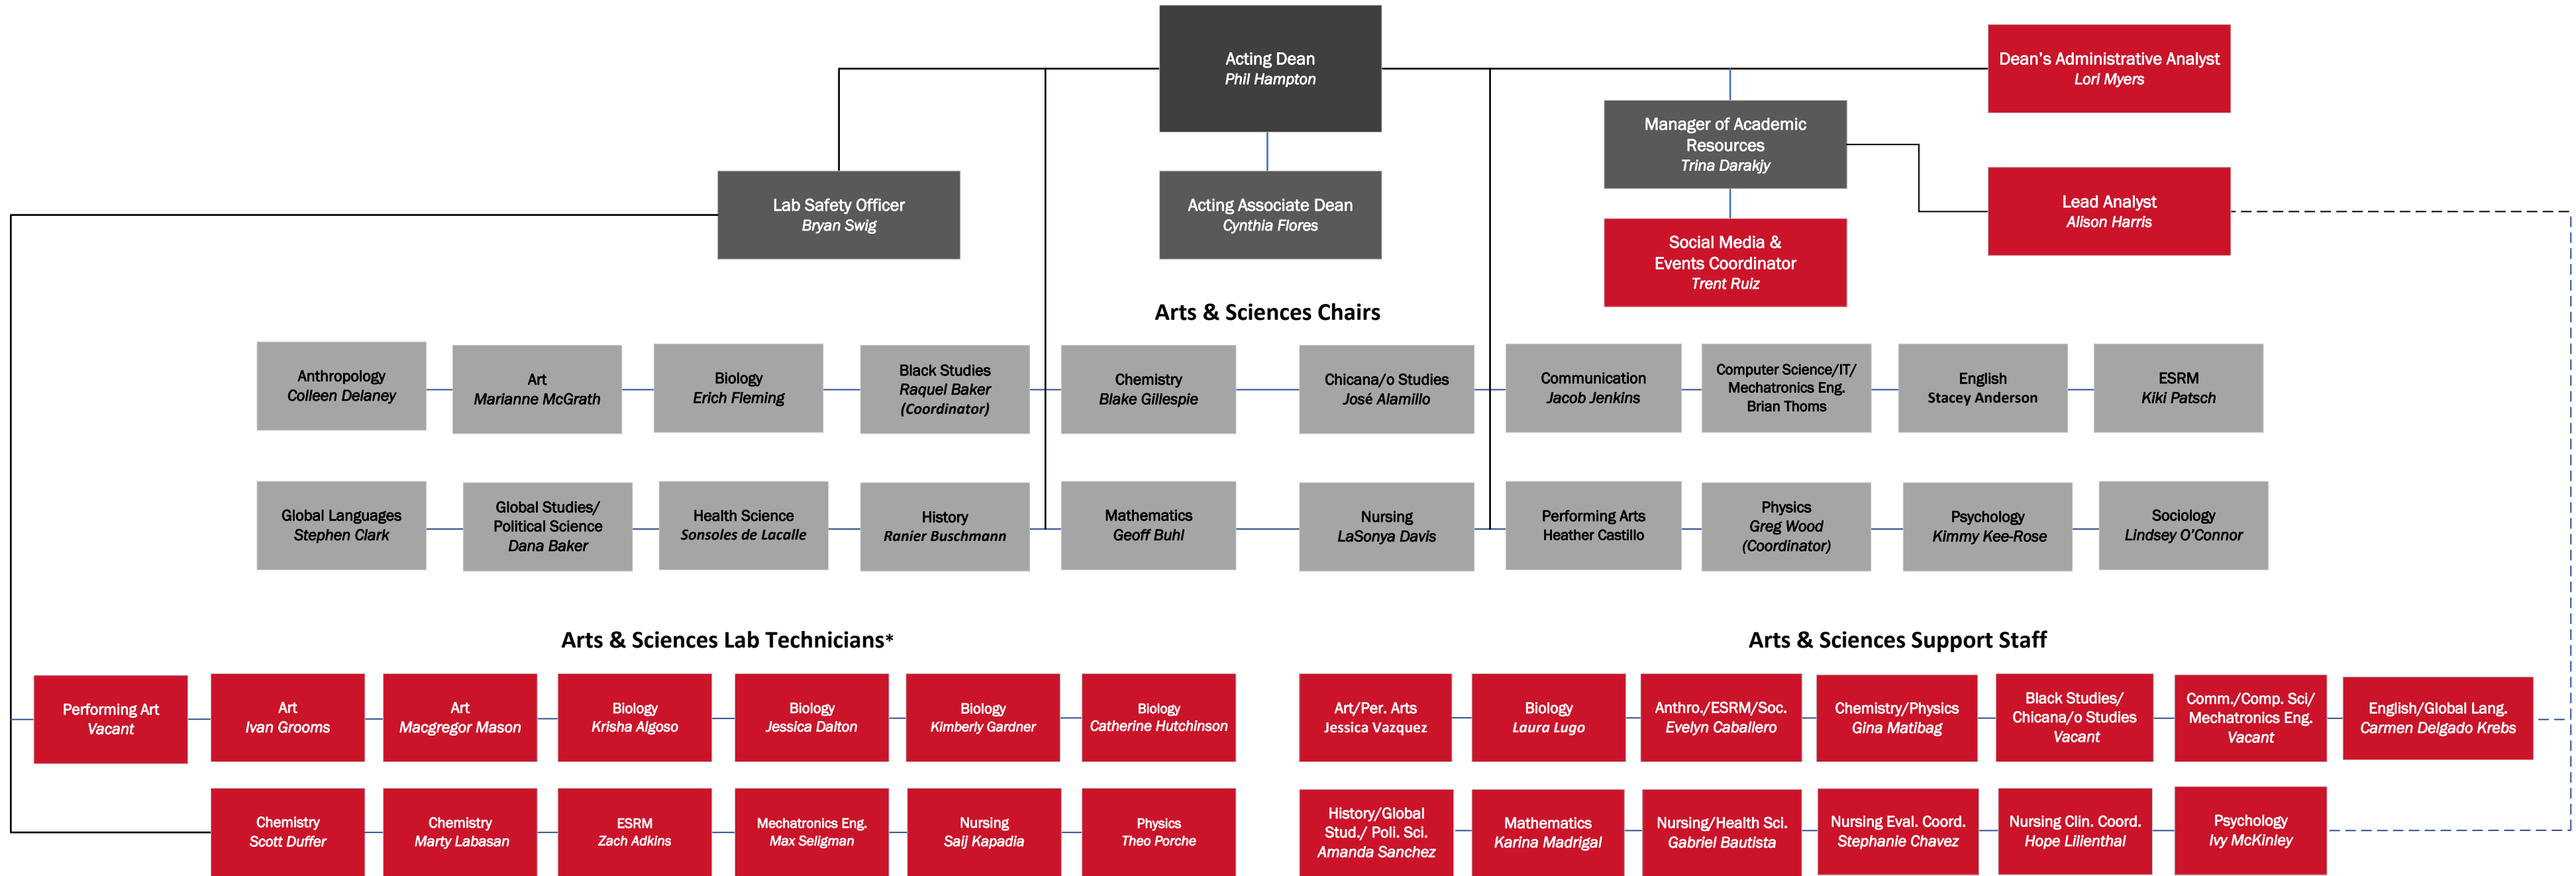 Acting Dean
Phil Hampton
Dean's Administrative Analyst
Lori Myers
Manager of Academic
Resources
Trina Darakjy
Lab Safety Officer
Bryan Swig
Acting Associate Dean
Cynthia Flores
Lead Analyst
Alison Harris
Social Media &
Events Coordinator
Trent Ruiz
Arts & Sciences Chairs
Anthropology
Colleen Delaney
Art
Marianne McGrath
Biology
Erich Fleming
Black Studies
Raquel Baker
(Coordinator)
Chemistry
Blake Gillespie
Chicana/o Studies
José Alamillo
Communication
Jacob Jenkins
Computer Science/IT/
Mechatronics Eng.
Brian Thoms
English
Stacey Anderson
ESRM
Kiki Patsch
Global Languages
Stephen Clark
Global Studies/
Political Science
Dana Baker
Health Science
Sonsoles de Lacalle
History
Ranier Buschmann
Mathematics
Geoff Buhl
Nursing
LaSonya Davis
Performing Arts
Heather Castillo
Physics
Greg Wood
(Coordinator)
Psychology
Kimmy Kee-Rose
Sociology
Lindsey O'Connor
Arts & Sciences Lab Technicians*
Performing Art
Vacant
Art
Ivan Grooms
Art
Macgregor Mason
Biology
Krisha Algoso
Biology
Jessica Dalton
Biology
Kimberly Gardner
Biology
Catherine Hutchinson
Chemistry
Scott Duffer
Chemistry
Marty Labasan
ESRM
Zach Adkins
Mechatronics Eng.
Max Seligman
Nursing
Saij Kapadia
Physics
Theo Porche
Arts & Sciences Support Staff
Art/Per. Arts
Jessica Vazquez
Biology
Laura Lugo
Anthro./ESRM/Soc.
Evelyn Caballero
Chemistry/Physics
Gina Matibag
Black Studies/
Chicana/o Studies
Vacant
Comm./Comp. Sci/
Mechatronics Eng.
Vacant
English/Global Lang.
Carmen Delgado Krebs
History/Global
Stud./ Poli. Sci.
Amanda Sanchez
Mathematics
Karina Madrigal
Nursing/Health Sci.
Gabriel Bautista
Nursing Eval. Coord.
Stephanie Chavez
Nursing Clin. Coord.
Hope Lilienthal
Psychology
Ivy McKinley